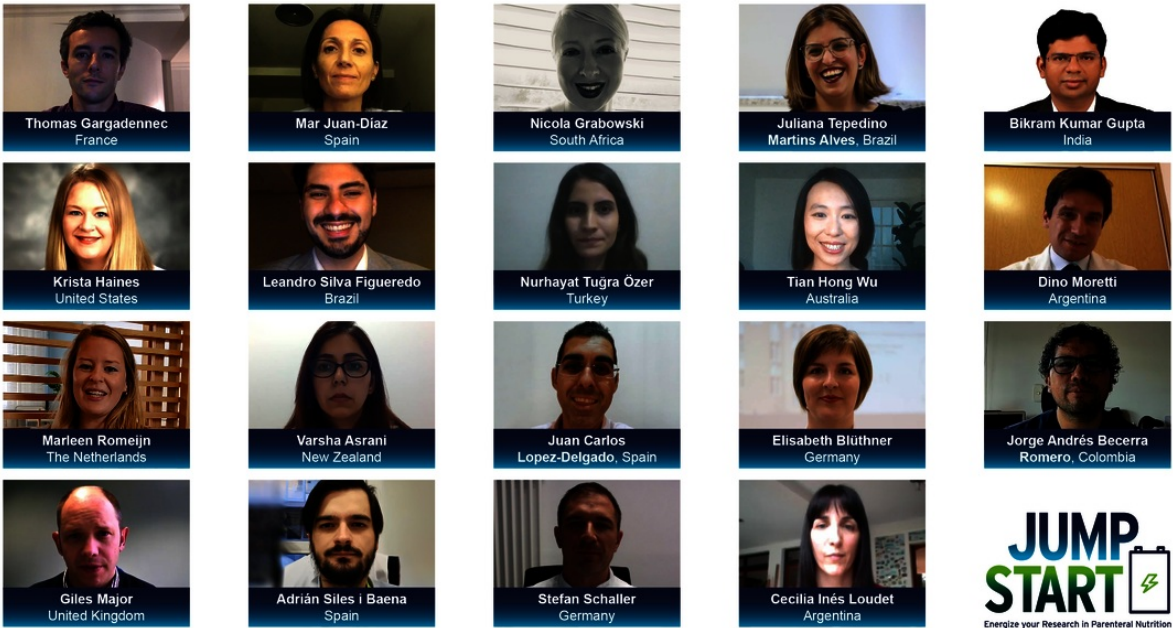 Thomas Gargadennec
France
Mar Juan-Díaz
Spain
Nicola Grabowski
South Africa
Juliana Tepedino
Martins Alves, Brazil
Bikram Kumar Gupta
India
Krista Haines
United States
Leandro Silva Figueredo
Brazil
Nurhayat Tuğra Özer
Turkey
Tian Hong Wu
Australia
Dino Moretti
Argentina
Marleen Romeijn
The Netherlands
Varsha Asrani
New Zealand
Juan Carlos
Lopez-Delgado, Spain
Elisabeth Blüthner
Germany
Jorge Andrés Becerra
Romero, Colombia
Giles Major
United Kingdom
Adrián Siles i Baena
Spain
Stefan Schaller
Germany
Cecilia Inés Loudet
Argentina
JUMP
START
Energize your Research in Parenteral Nutrition